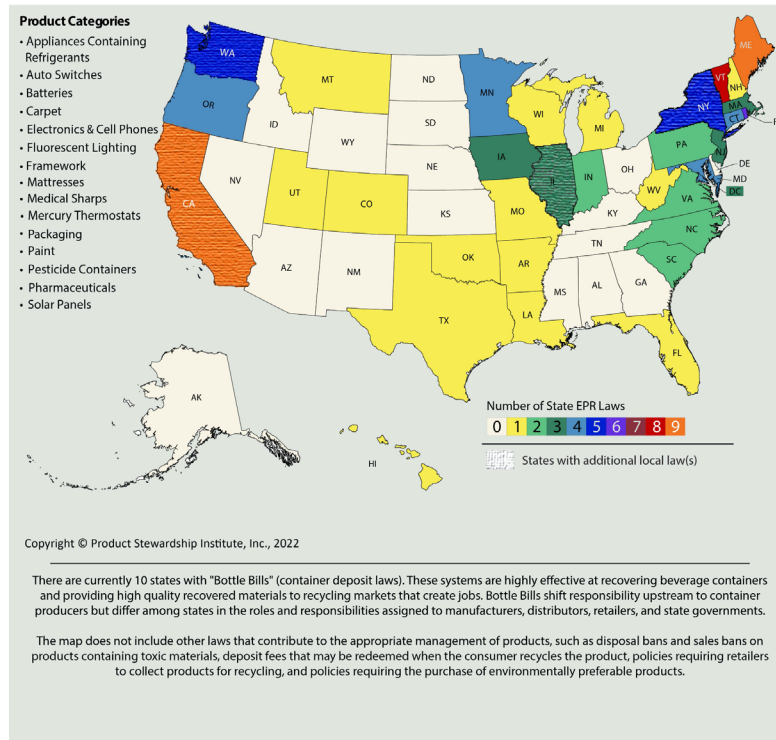 Product Categories
• Appliances Containing
Refrigerants
• Auto Switches
• Batteries
• Carpet
• Electronics & Cell Phones
• Fluorescent Lighting
• Framework
• Mattresses
• Medical Sharps
• Mercury Thermostats
• Packaging
• Paint
• Pesticide Containers
• Pharmaceuticals
• Solar Panels
WA
OR
CA
ID
NV
MT
WY
UT
CO
AZ
NM
ND
SD
NE
KS
OK
TX
MN
IA
MO
AR
LA
WI
IL
MI
IN
OH
KY
TN
MS
AL
GA
FL
SC
NC
VA
WV
PA
NY
VT
NH
ME
MA
CT
NJ
DE
MD
DC
AK
HI
Number of State EPR Laws
0 1 2 3 4 5 6 7 8 9
States with additional local law(s)
Copyright © Product Stewardship Institute, Inc., 2022
There are currently 10 states with "Bottle Bills" (container deposit laws). These systems are highly effective at recovering beverage containers
and providing high quality recovered materials to recycling markets that create jobs. Bottle Bills shift responsibility upstream to container
producers but differ among states in the roles and responsibilities assigned to manufacturers, distributors, retailers, and state governments.
The map does not include other laws that contribute to the appropriate management of products, such as disposal bans and sales bans on
products containing toxic materials, deposit fees that may be redeemed when the consumer recycles the product, policies requiring retailers
to collect products for recycling, and policies requiring the purchase of environmentally preferable products.